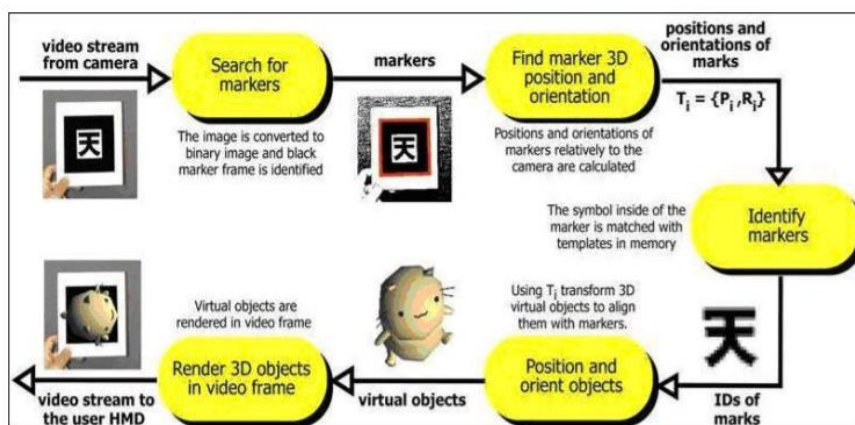 video stream
from camera
Search for
markers
The image is converted to
binary image and black
marker frame is identified
markers
Find marker 3D
position and
orientation
Positions and orientations of
markers relatively to the
camera are calculated
positions and
orientations of
marks
Tᵢ = {Pᵢ,Rᵢ}
天
天
The symbol inside of the
marker is matched with
templates in memory
Identify
markers
天
IDs of
marks
Using Tᵢ transform 3D
virtual objects to align
them with markers.
Position and
orient objects
virtual objects
Virtual objects are
rendered in video frame
Render 3D objects
in video frame
video stream to
the user HMD